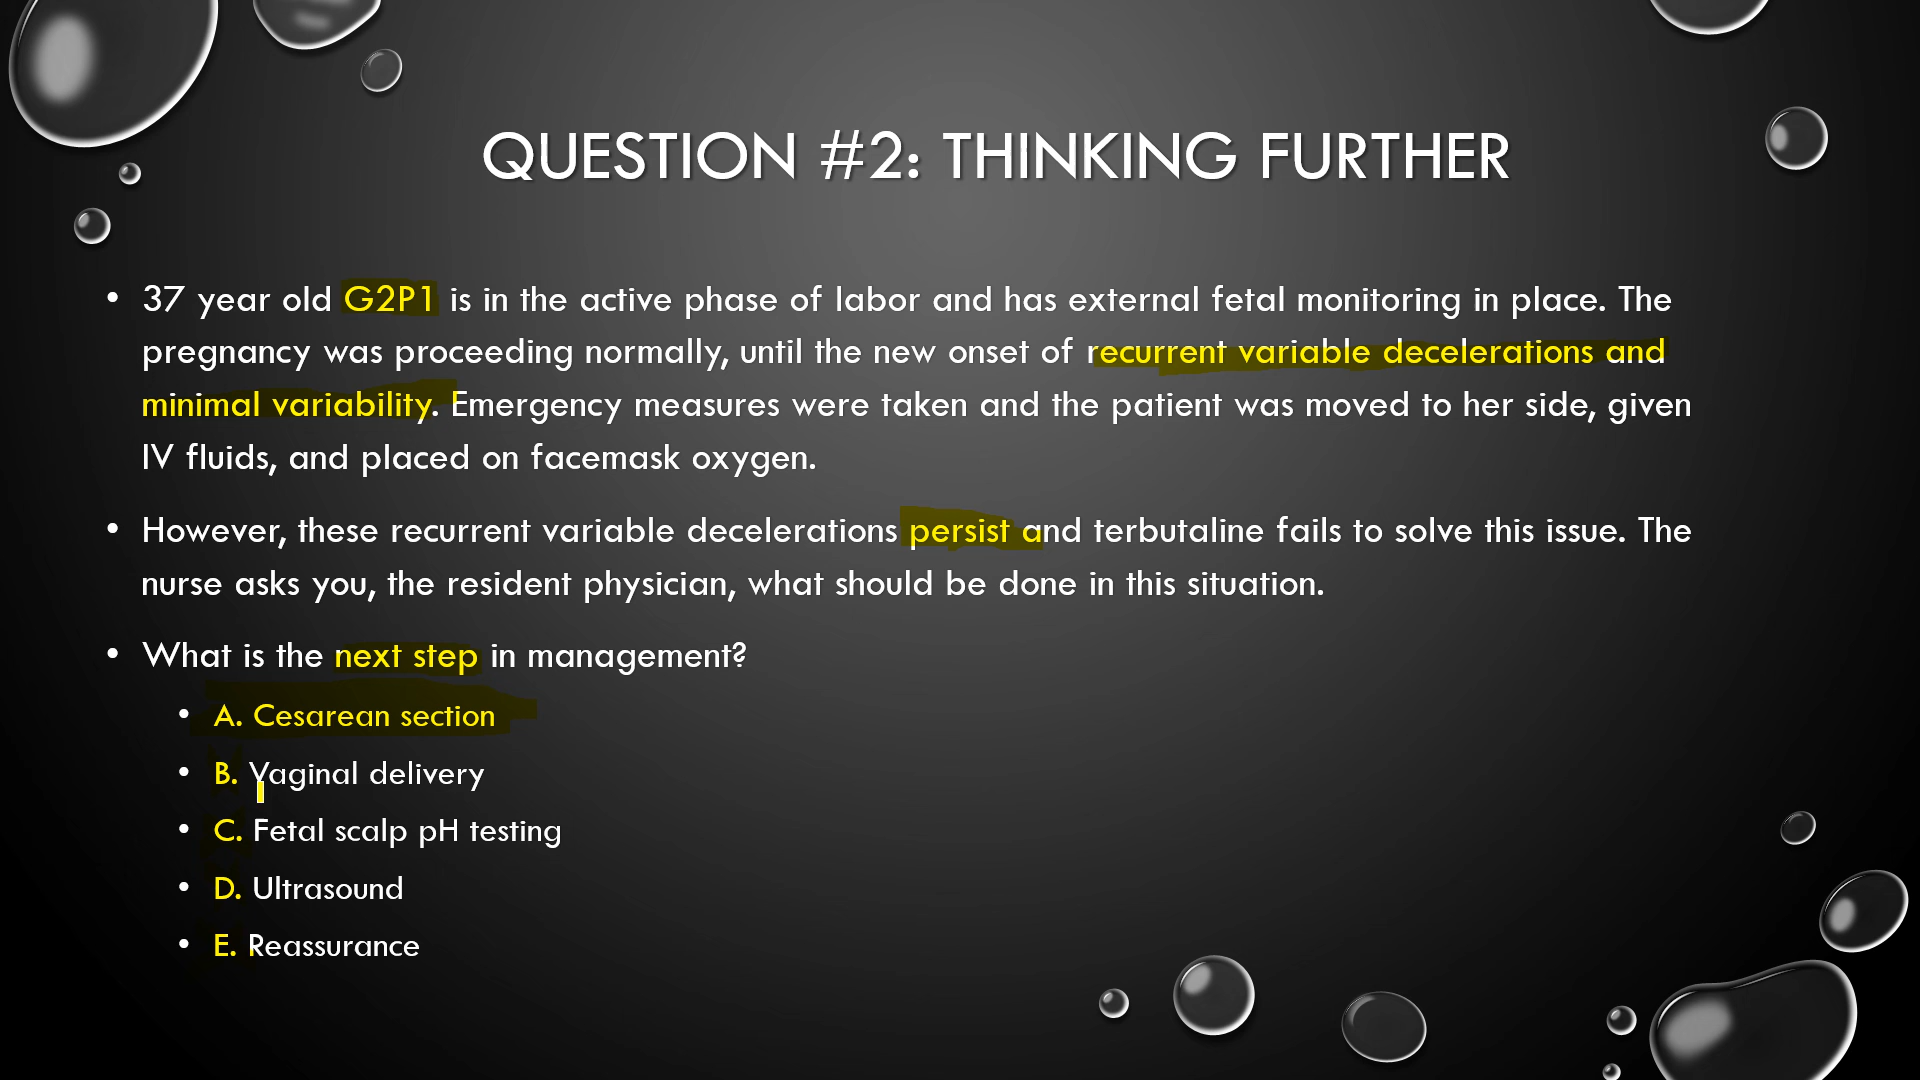 QUESTION #2: THINKING FURTHER
• 37 year old G2P1 is in the active phase of labor and has external fetal monitoring in place. The
pregnancy was proceeding normally, until the new onset of recurrent variable decelerations and
minimal variability. Emergency measures were taken and the patient was moved to her side, given
IV fluids, and placed on facemask oxygen.
• However, these recurrent variable decelerations persist and terbutaline fails to solve this issue. The
nurse asks you, the resident physician, what should be done in this situation.
• What is the next step in management?
• A. Cesarean section
• B. Vaginal delivery
• C. Fetal scalp pH testing
• D. Ultrasound
• E. Reassurance